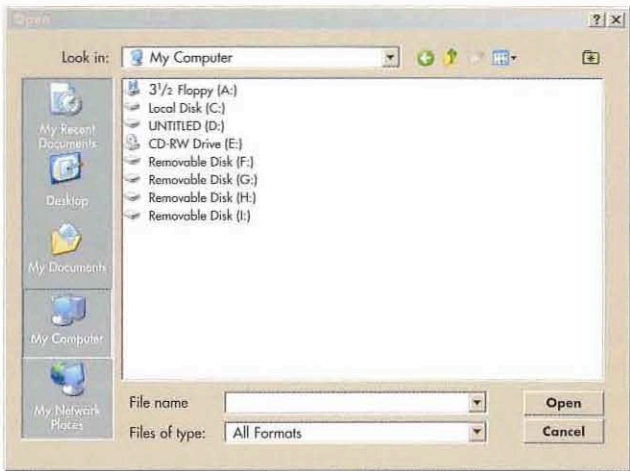 Open
Look in:
My Computer
3 1/2 Floppy (A:)
Local Disk (C:)
UNTITLED (D:)
CD-RW Drive (E:)
Removable Disk (F:)
Removable Disk (G:)
Removable Disk (H:)
Removable Disk (I:)
My Recent
Documents
Desktop
My Documents
My Computer
My Network
Places
File name
Open
Files of type:
All Formats
Cancel